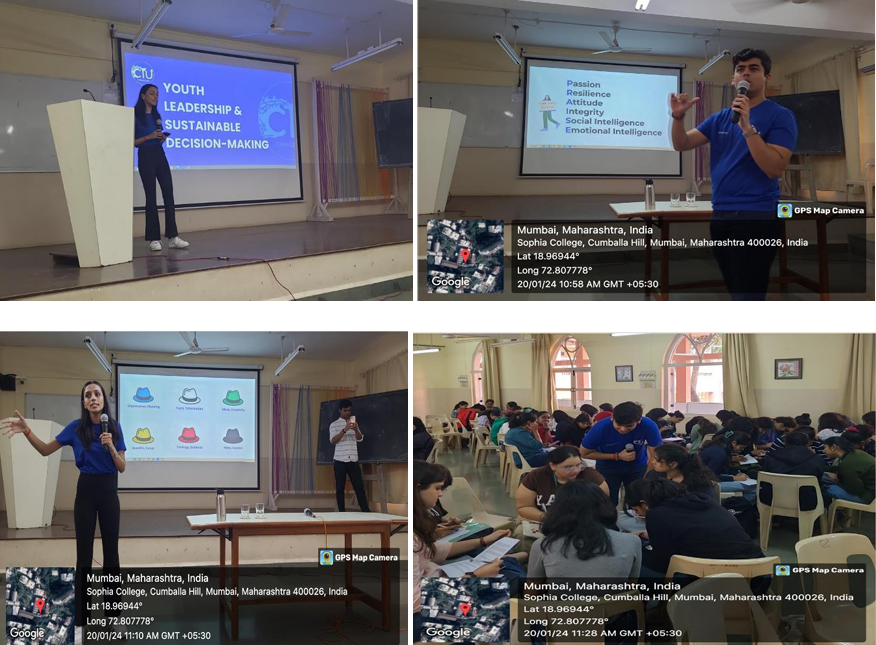 CYU
YOUTH
LEADERSHIP &
SUSTAINABLE
DECISION-MAKING
Passion
Resilience
Attitude
Integrity
Social Intelligence
Emotional Intelligence
GPS Map Camera
Mumbai, Maharashtra, India
Sophia College, Cumballa Hill, Mumbai, Maharashtra 400026, India
Lat 18.96944°
Long 72.807778°
20/01/24 10:58 AM GMT +05:30
Google
GPS Map Camera
Mumbai, Maharashtra, India
Sophia College, Cumballa Hill, Mumbai, Maharashtra 400026, India
Lat 18.96944°
Long 72.807778°
20/01/24 11:10 AM GMT +05:30
Google
GPS Map Camera
Mumbai, Maharashtra, India
Sophia College, Cumballa Hill, Mumbai, Maharashtra 400026, India
Lat 18.96944°
Long 72.807778°
20/01/24 11:28 AM GMT +05:30
Google